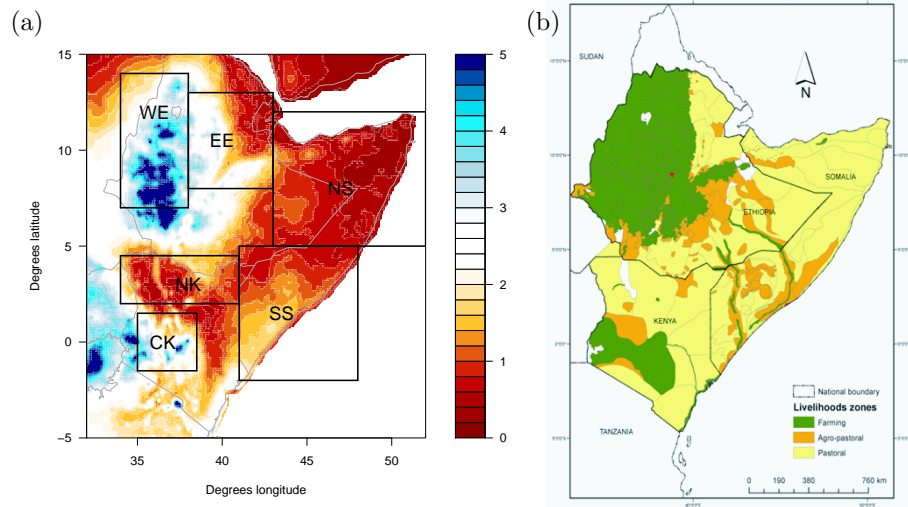 (a)
15
10
5
0
−5
Degrees latitude
35
40
45
50
Degrees longitude
WE
EE
NS
NK
SS
CK
5
4
3
2
1
0
(b)
SUDAN
N
SOMALIA
ETHIOPIA
KENYA
TANZANIA
National boundary
Livelihoods zones
Farming
Agro-pastoral
Pastoral
0 190 380 760 km